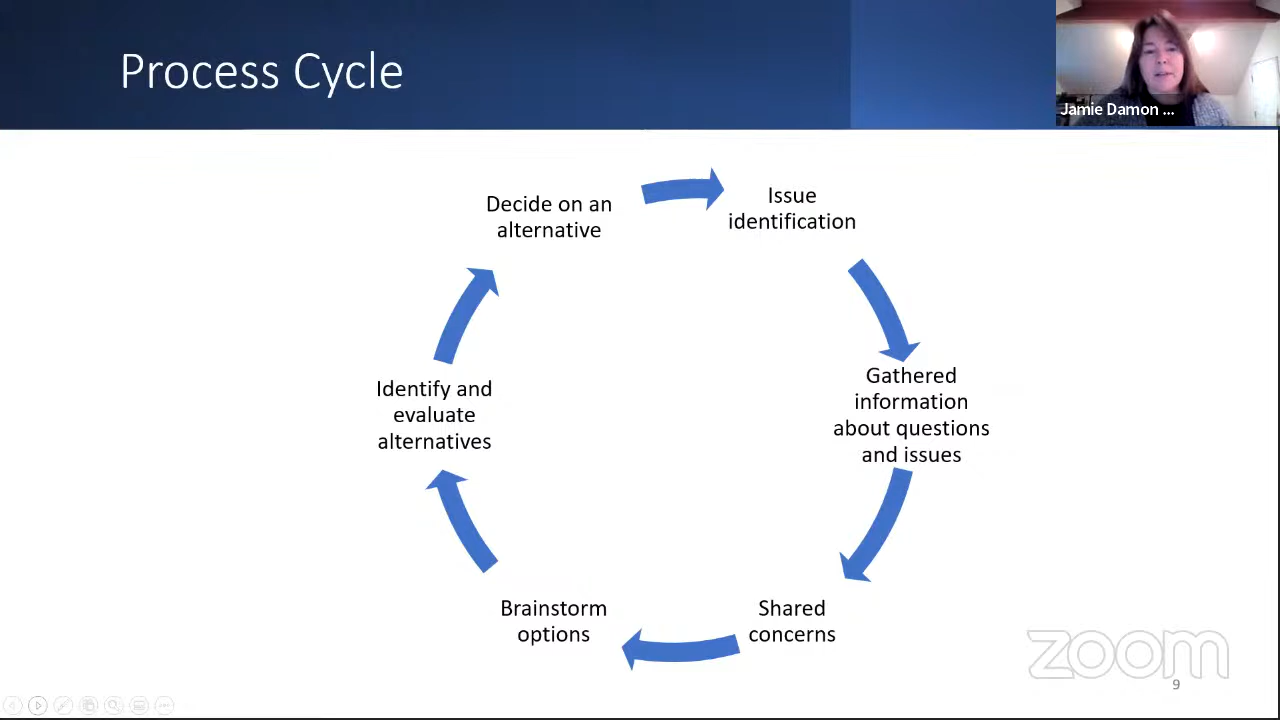 Process Cycle
Jamie Damon ...
Decide on an
alternative
Issue
identification
Gathered
information
about questions
and issues
Shared
concerns
Brainstorm
options
Identify and
evaluate
alternatives
zoom
9